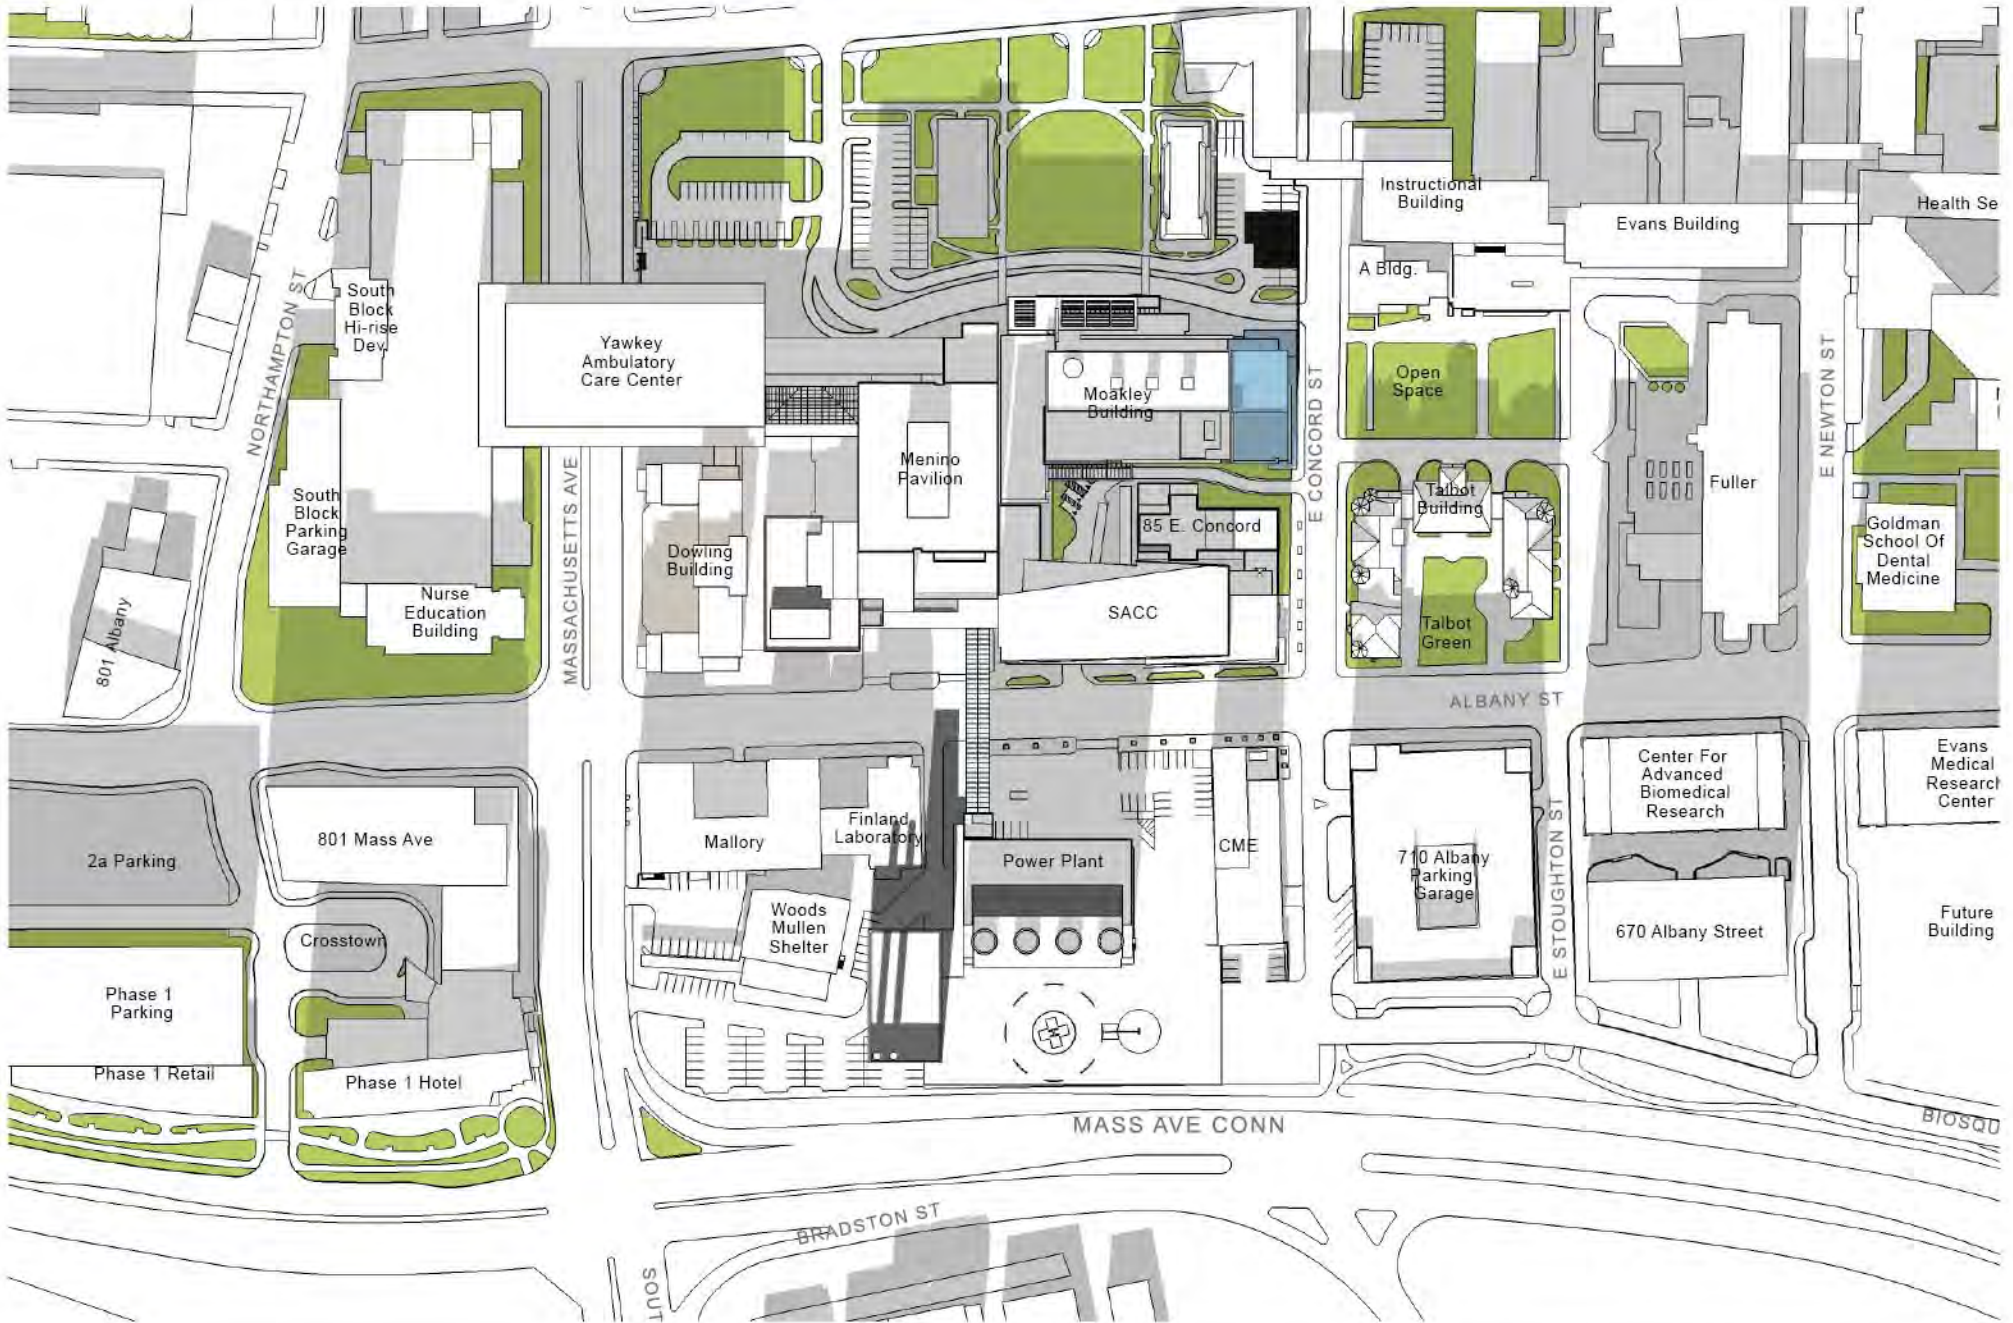 Instructional
Building
Health Se
Evans Building
A Bldg.
South
Block
Hi-rise
Dev.
NORTHAMPTON ST
Yawkey
Ambulatory
Care Center
Moakley
Building
E CONCORD ST
Open
Space
E NEWTON ST
Menino
Pavilion
Fuller
Talbot
Building
South
Block
Parking
Garage
MASSACHUSETTS AVE
Dowling
Building
85 E. Concord
Goldman
School Of
Dental
Medicine
Nurse
Education
Building
SACC
Talbot
Green
801 Albany
ALBANY ST
Center For
Advanced
Biomedical
Research
Evans
Medical
Research
Center
801 Mass Ave
2a Parking
Mallory
Finland
Laboratory
Power Plant
CME
710 Albany
Parking
Garage
E STOUGHTON ST
Woods
Mullen
Shelter
670 Albany Street
Future
Building
Crosstown
Phase 1
Parking
Phase 1 Retail
Phase 1 Hotel
MASS AVE CONN
BIOSQU
BRADSTON ST
SOUT